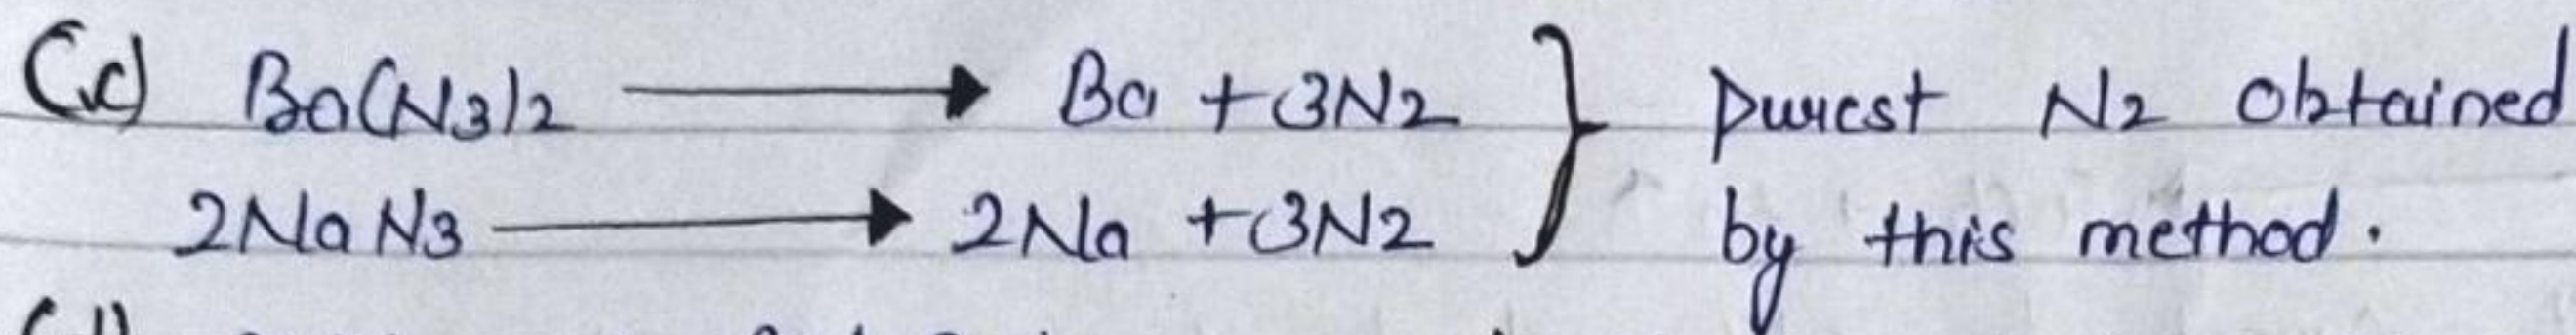 (c) Ba(N3)2 ⟶ Ba + 3N2 } purest N2 obtained
2NaN3 ⟶ 2Na + 3N2 by this method.